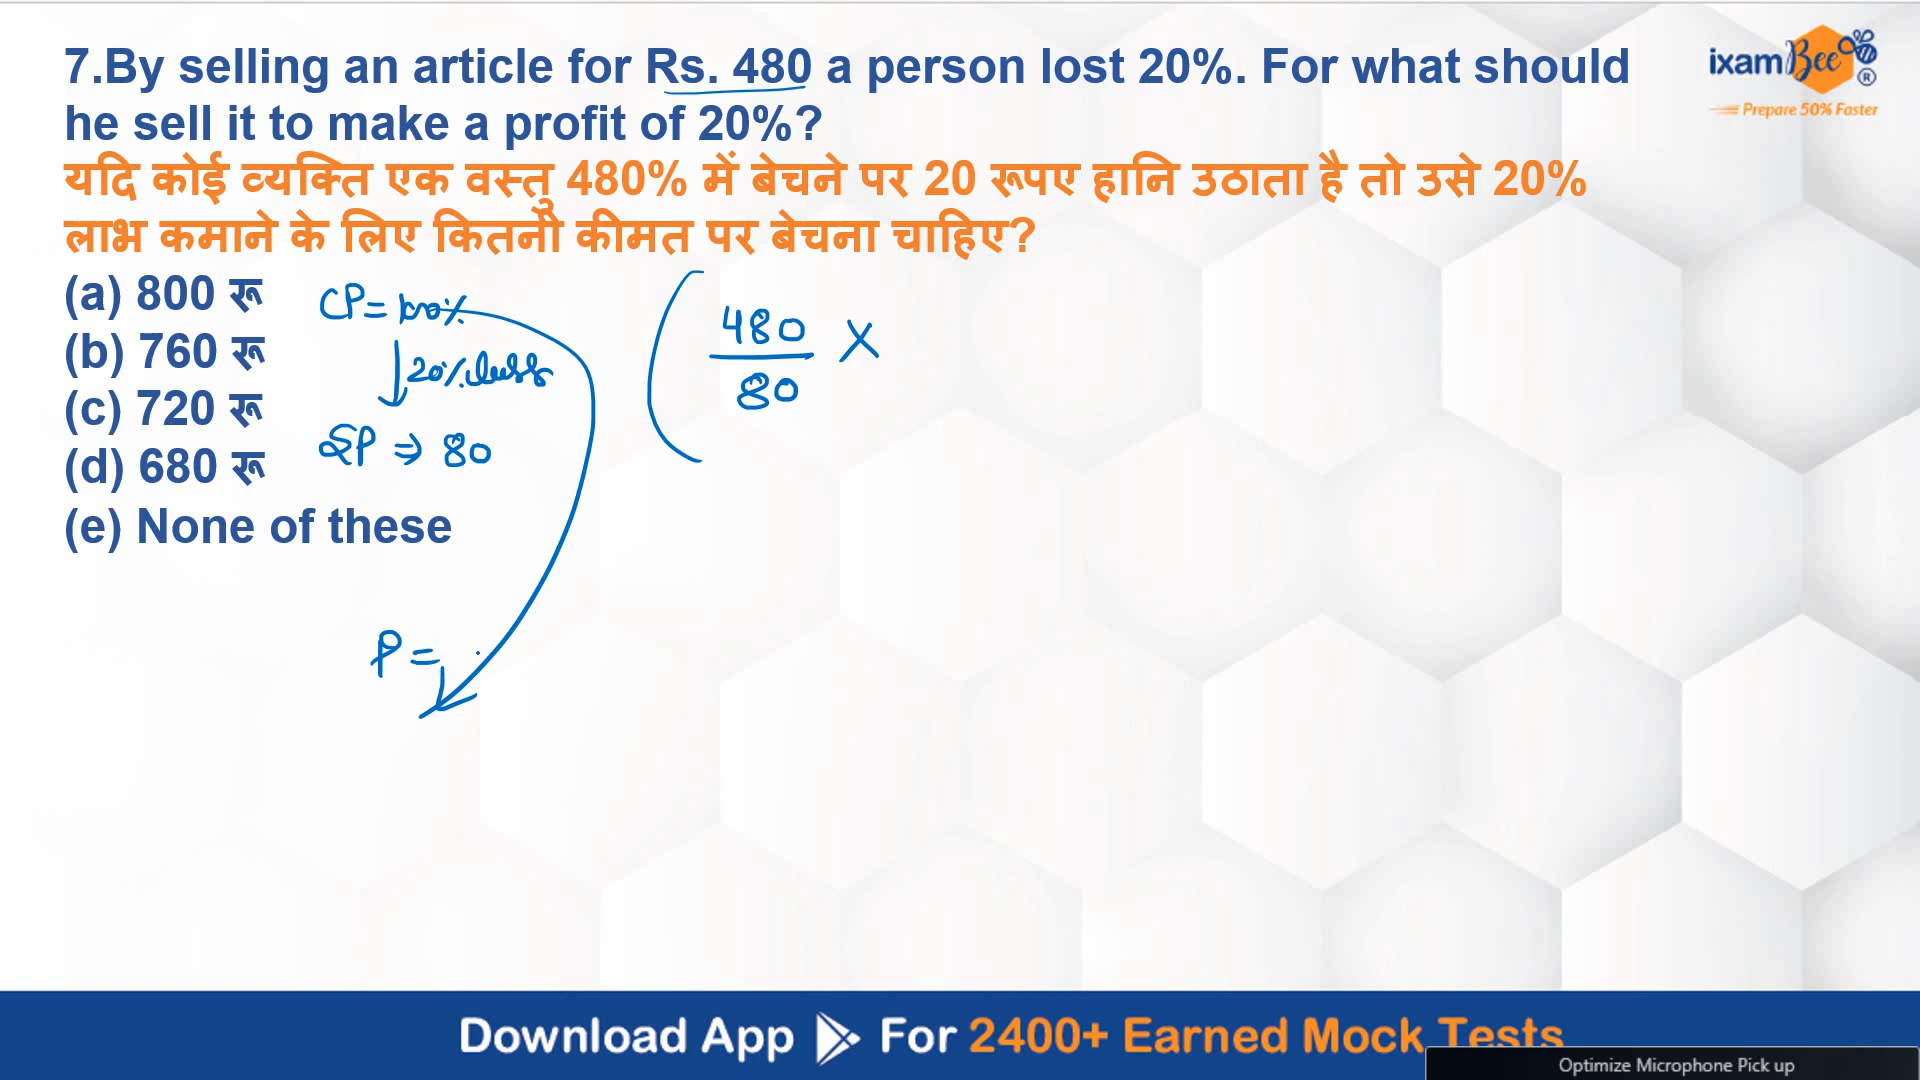 7.By selling an article for Rs. 480 a person lost 20%. For what should
he sell it to make a profit of 20%?
यदि कोई व्यक्ति एक वस्तु 480% में बेचने पर 20 रूपए हानि उठाता है तो उसे 20%
लाभ कमाने के लिए कितनी कीमत पर बेचना चाहिए?
(a) 800 रू
(b) 760 रू
(c) 720 रू
(d) 680 रू
(e) None of these
CP = 100%
20% less
SP ⇒ 80
P =
480
80
×
ixamBee
®
Prepare 50% Faster
Download App For 2400+ Earned Mock Tests
Optimize Microphone Pick up